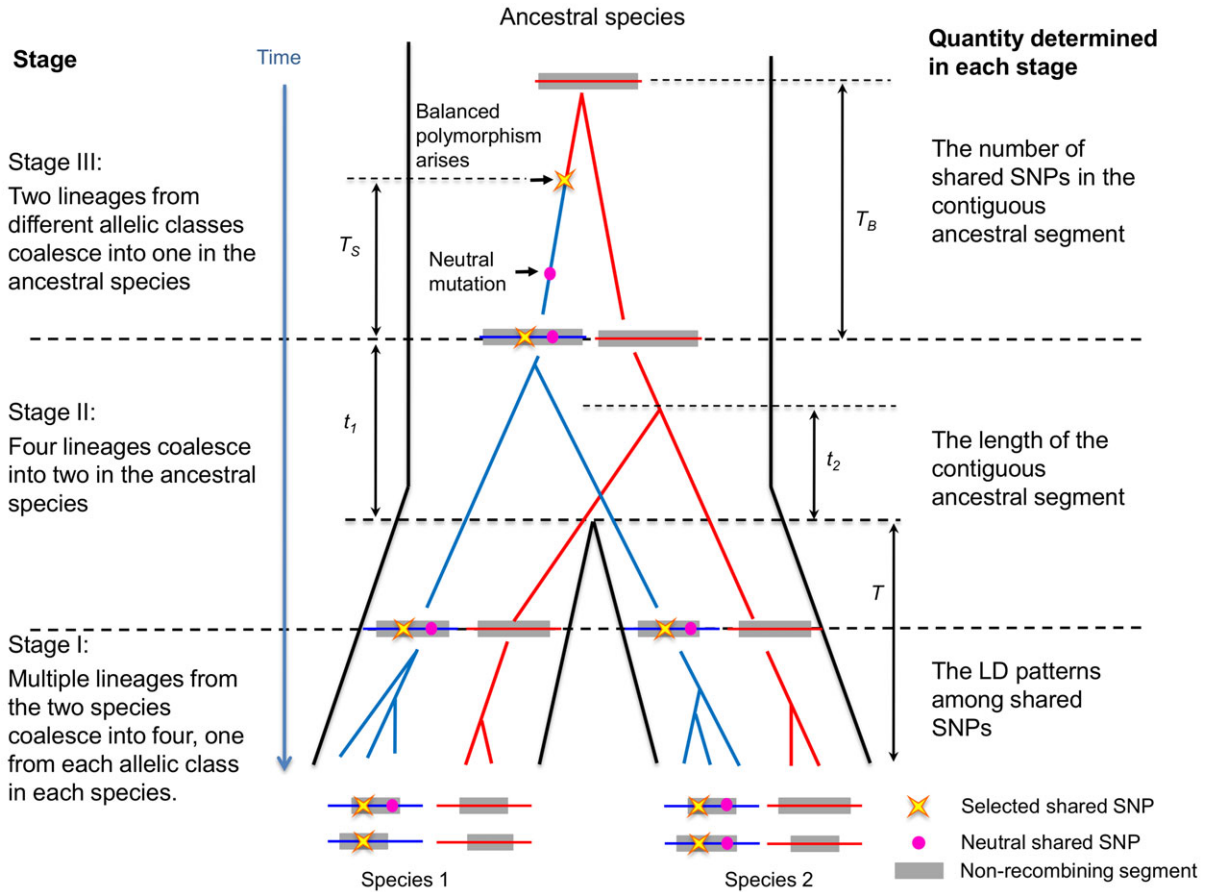 Ancestral species
Stage
Time
Quantity determined
in each stage
Balanced
polymorphism
arises
Stage III:
Two lineages from
different allelic classes
coalesce into one in the
ancestral species
T_S
Neutral
mutation
T_B
The number of
shared SNPs in the
contiguous
ancestral segment
Stage II:
Four lineages coalesce
into two in the ancestral
species
t_1
t_2
The length of the
contiguous
ancestral segment
T
Stage I:
Multiple lineages from
the two species
coalesce into four, one
from each allelic class
in each species.
The LD patterns
among shared
SNPs
Selected shared SNP
Neutral shared SNP
Non-recombining segment
Species 1
Species 2